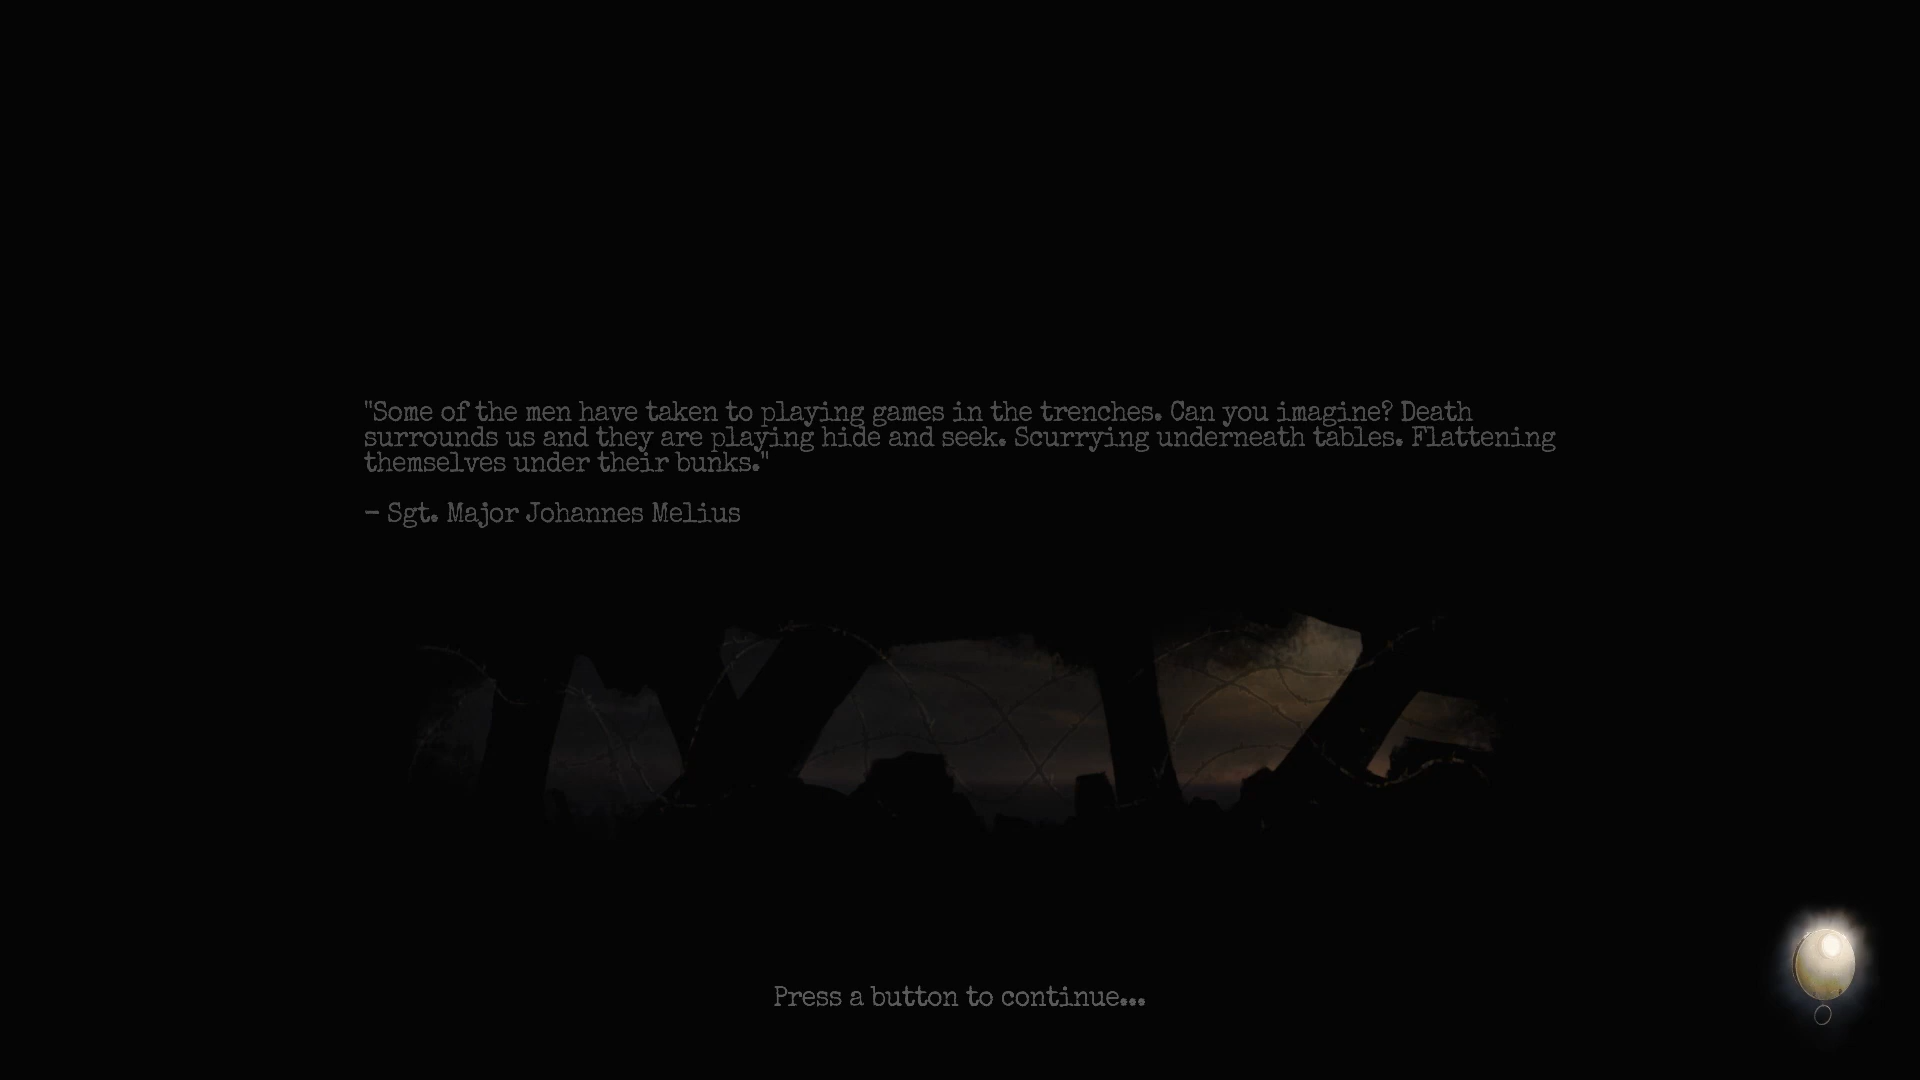 "Some of the men have taken to playing games in the trenches. Can you imagine? Death
surrounds us and they are playing hide and seek. Scurrying underneath tables. Flattening
themselves under their bunks."
- Sgt. Major Johannes Melius
Press a button to continue...